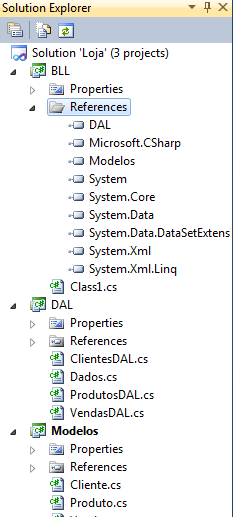 Solution Explorer
Solution 'Loja' (3 projects)
BLL
Properties
References
DAL
Microsoft.CSharp
Modelos
System
System.Core
System.Data
System.Data.DataSetExtens
System.Xml
System.Xml.Linq
Class1.cs
DAL
Properties
References
ClientesDAL.cs
Dados.cs
ProdutosDAL.cs
VendasDAL.cs
Modelos
Properties
References
Cliente.cs
Produto.cs